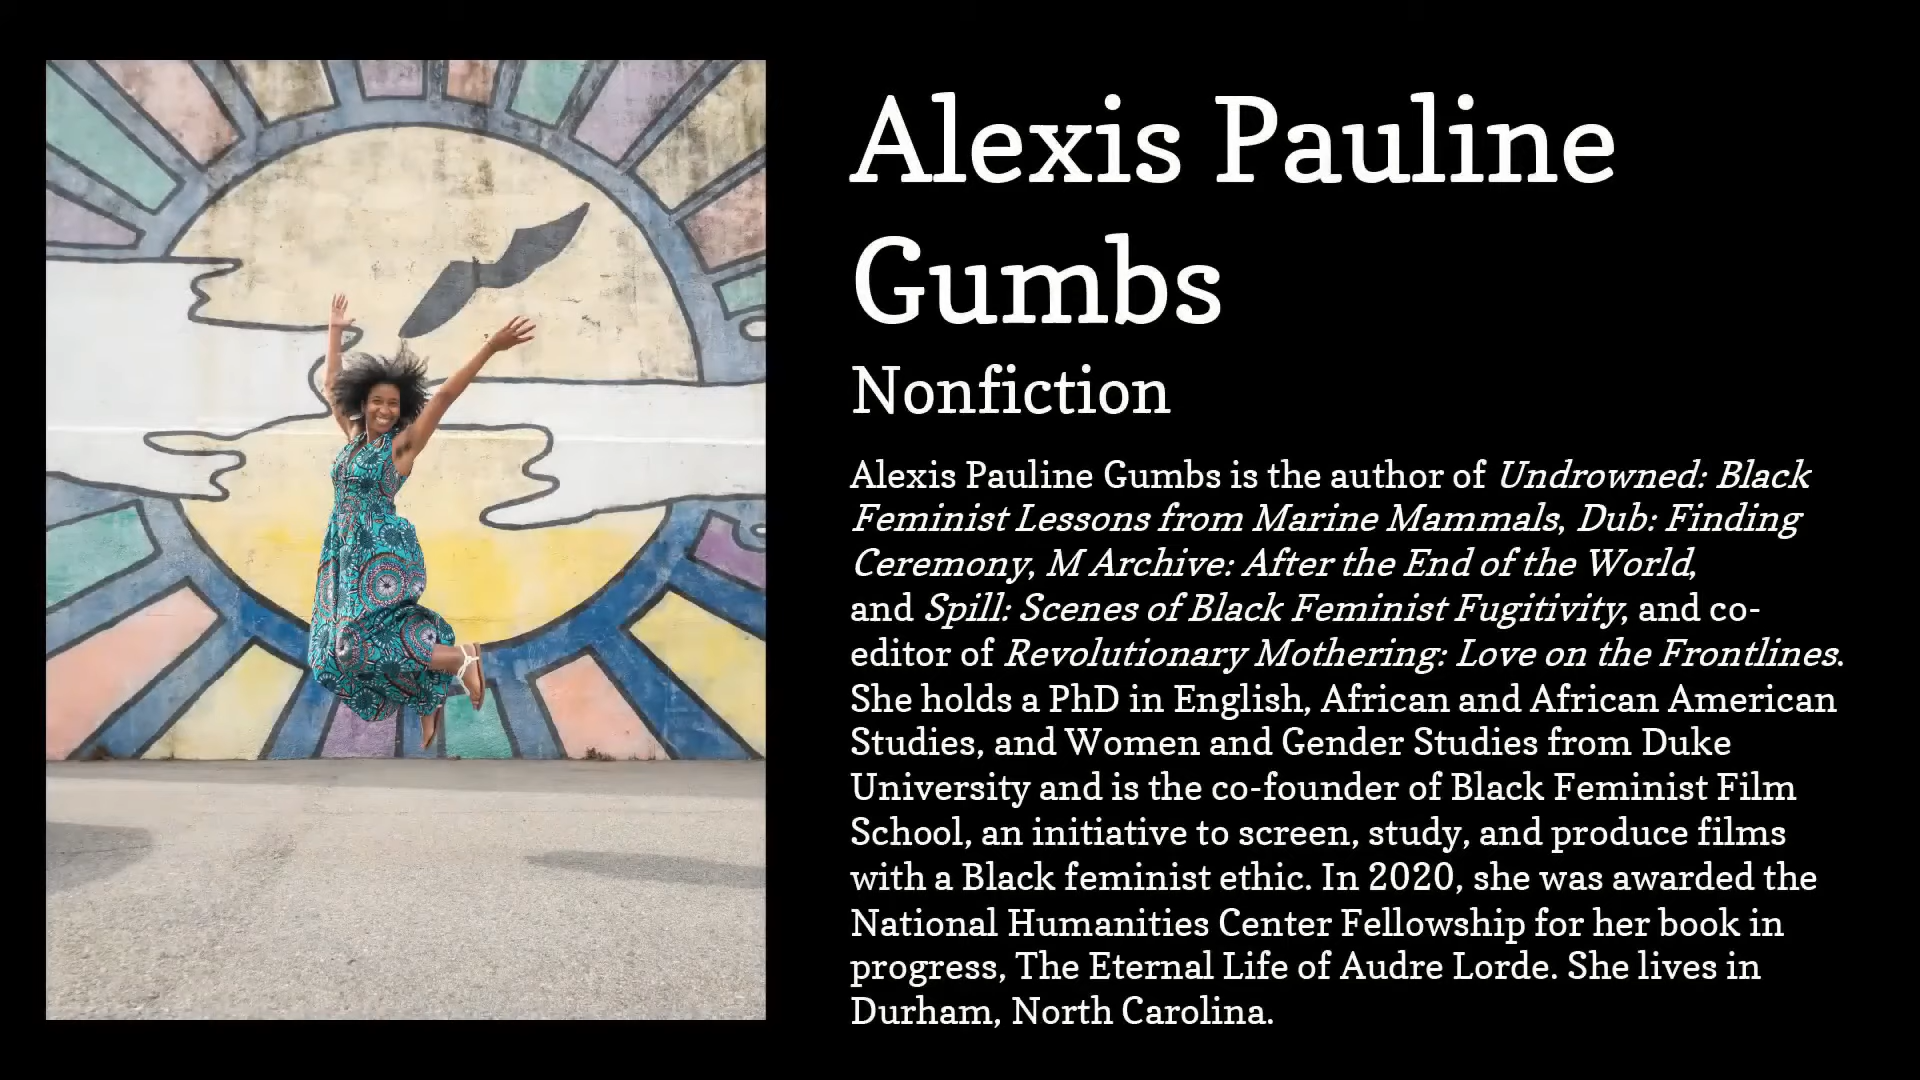 Alexis Pauline
Gumbs
Nonfiction
Alexis Pauline Gumbs is the author of Undrowned: Black
Feminist Lessons from Marine Mammals, Dub: Finding
Ceremony, M Archive: After the End of the World,
and Spill: Scenes of Black Feminist Fugitivity, and co-
editor of Revolutionary Mothering: Love on the Frontlines.
She holds a PhD in English, African and African American
Studies, and Women and Gender Studies from Duke
University and is the co-founder of Black Feminist Film
School, an initiative to screen, study, and produce films
with a Black feminist ethic. In 2020, she was awarded the
National Humanities Center Fellowship for her book in
progress, The Eternal Life of Audre Lorde. She lives in
Durham, North Carolina.